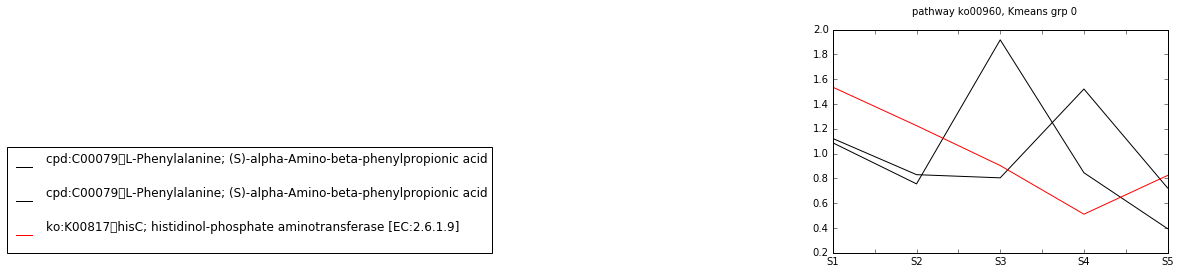 pathway ko00960, Kmeans grp 0
2.0
1.8
1.6
1.4
1.2
1.0
0.8
0.6
0.4
0.2
S1 S2 S3 S4 S5
cpd:C00079▯L-Phenylalanine; (S)-alpha-Amino-beta-phenylpropionic acid
cpd:C00079▯L-Phenylalanine; (S)-alpha-Amino-beta-phenylpropionic acid
ko:K00817▯hisC; histidinol-phosphate aminotransferase [EC:2.6.1.9]